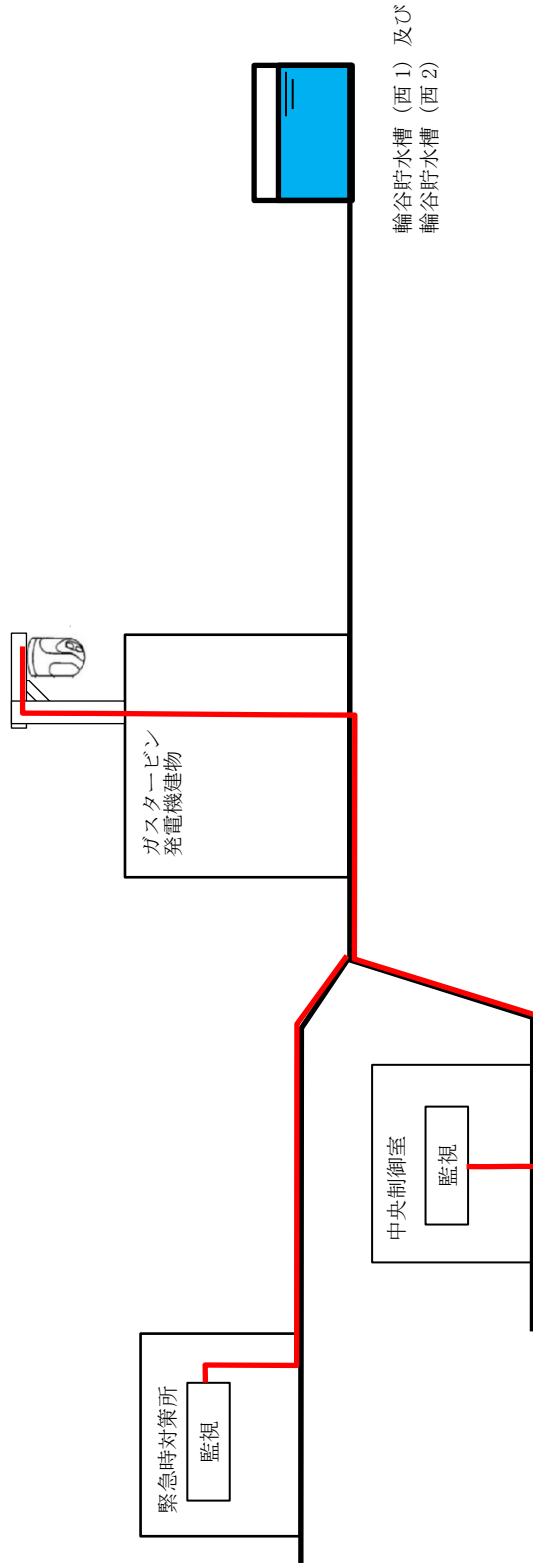 緊急時対策所
監視
中央制御室
監視
ガスタービン
発電機建物
輪谷貯水槽（西1）及び
輪谷貯水槽（西2）